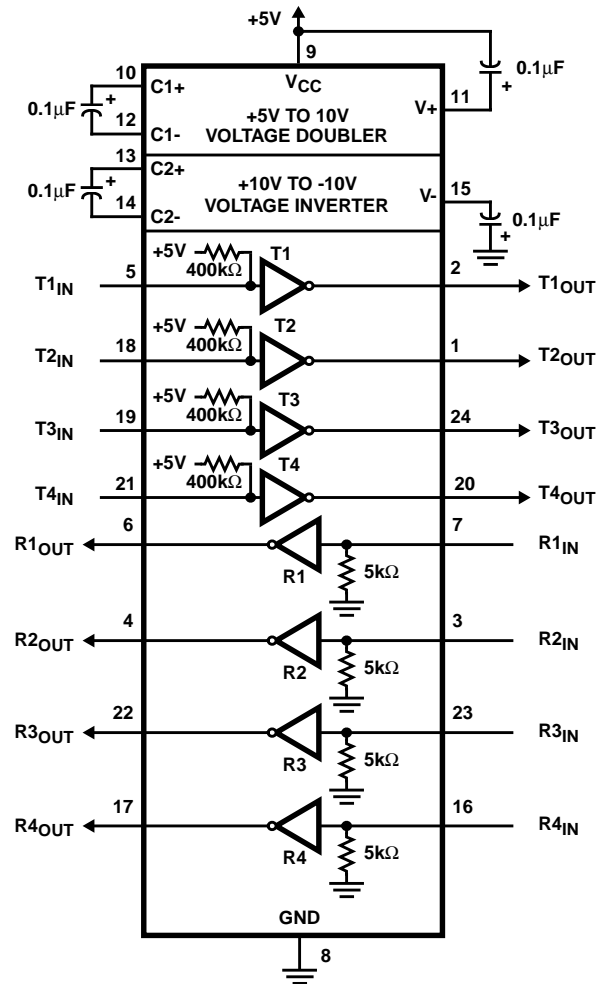 +5V
9
10
C1+
VCC
0.1μF
+
+5V TO 10V
VOLTAGE DOUBLER
V+
11
0.1μF
+
12
C1-
13
C2+
0.1μF
+
+10V TO -10V
VOLTAGE INVERTER
V-
15
0.1μF
+
14
C2-
T1IN
5
+5V
400kΩ
T1
2
T1OUT
T2IN
18
+5V
400kΩ
T2
1
T2OUT
T3IN
19
+5V
400kΩ
T3
24
T3OUT
T4IN
21
+5V
400kΩ
T4
20
T4OUT
R1OUT
6
R1
5kΩ
7
R1IN
R2OUT
4
R2
5kΩ
3
R2IN
R3OUT
22
R3
5kΩ
23
R3IN
R4OUT
17
R4
5kΩ
16
R4IN
GND
8